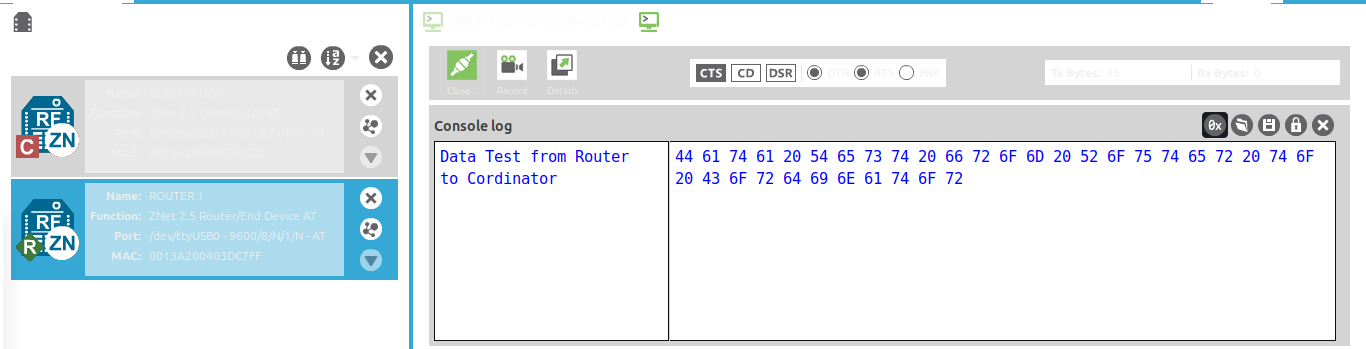 RF
C
ZN
RF
R
ZN
Name: ROUTER 1
Function: ZNet 2.5 Router/End Device AT
Port: /dev/ttyUSB0 - 9600/8/N/1/N - AT
MAC: 0013A200403DC7FF
Close
Record
Detach
CTS CD DSR DTR RTS BRK
Tx Bytes: 35 Rx Bytes: 0
Console log
0x
Data Test from Router
to Cordinator
44 61 74 61 20 54 65 73 74 20 66 72 6F 6D 20 52 6F 75 74 65 72 20 74 6F
20 43 6F 72 64 69 6E 61 74 6F 72